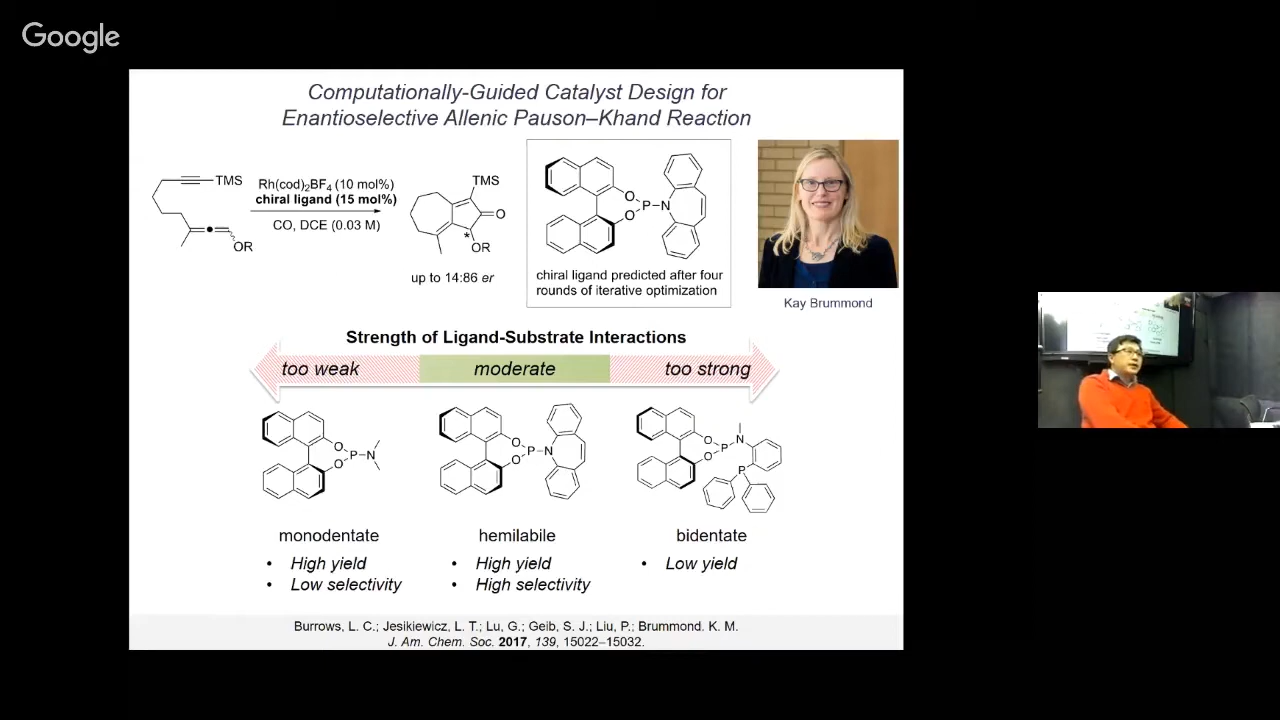 Google
Computationally-Guided Catalyst Design for
Enantioselective Allenic Pauson–Khand Reaction
TMS
OR
Rh(cod)2BF4 (10 mol%)
chiral ligand (15 mol%)
CO, DCE (0.03 M)
TMS
O
* OR
up to 14:86 er
O
O
P
N
chiral ligand predicted after four
rounds of iterative optimization
Kay Brummond
Strength of Ligand-Substrate Interactions
too weak
moderate
too strong
O
O
P
N
O
O
P
N
O
O
P
N
P
monodentate
• High yield
• Low selectivity
hemilabile
• High yield
• High selectivity
bidentate
• Low yield
Burrows, L. C.; Jesikiewicz, L. T.; Lu, G.; Geib, S. J.; Liu, P.; Brummond. K. M.
J. Am. Chem. Soc. 2017, 139, 15022–15032.